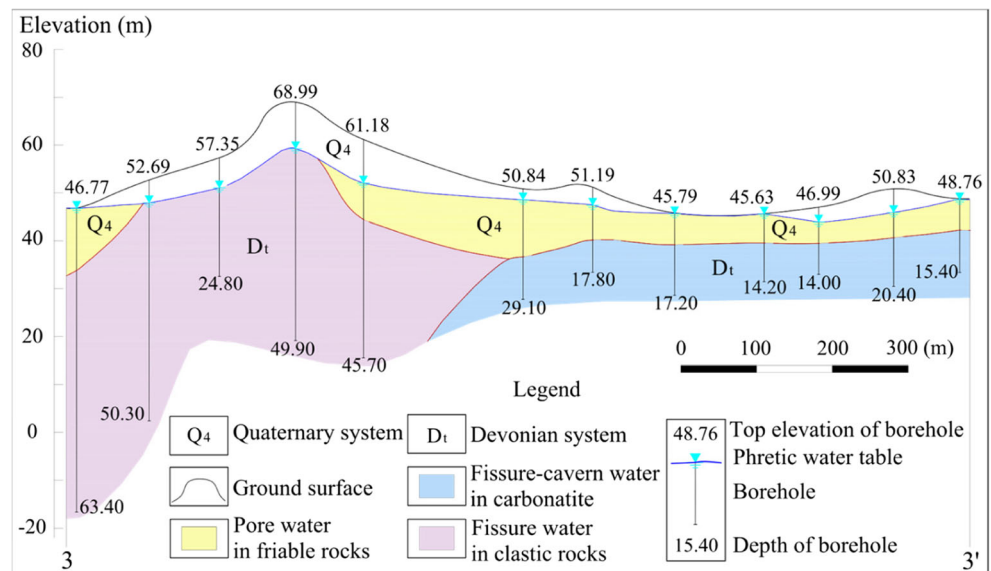 Elevation (m)
80
60
40
20
0
-20
46.77
52.69
57.35
68.99
61.18
50.84
51.19
45.79
45.63
46.99
50.83
48.76
Q4
Q4
Q4
Q4
Dt
Dt
63.40
50.30
24.80
49.90
45.70
29.10
17.80
17.20
14.20
14.00
20.40
15.40
0 100 200 300 (m)
Legend
Q4 Quaternary system
Ground surface
Pore water
in friable rocks
Dt Devonian system
Fissure-cavern water
in carbonatite
Fissure water
in clastic rocks
48.76 Top elevation of borehole
Phretic water table
Borehole
15.40 Depth of borehole
3 3'